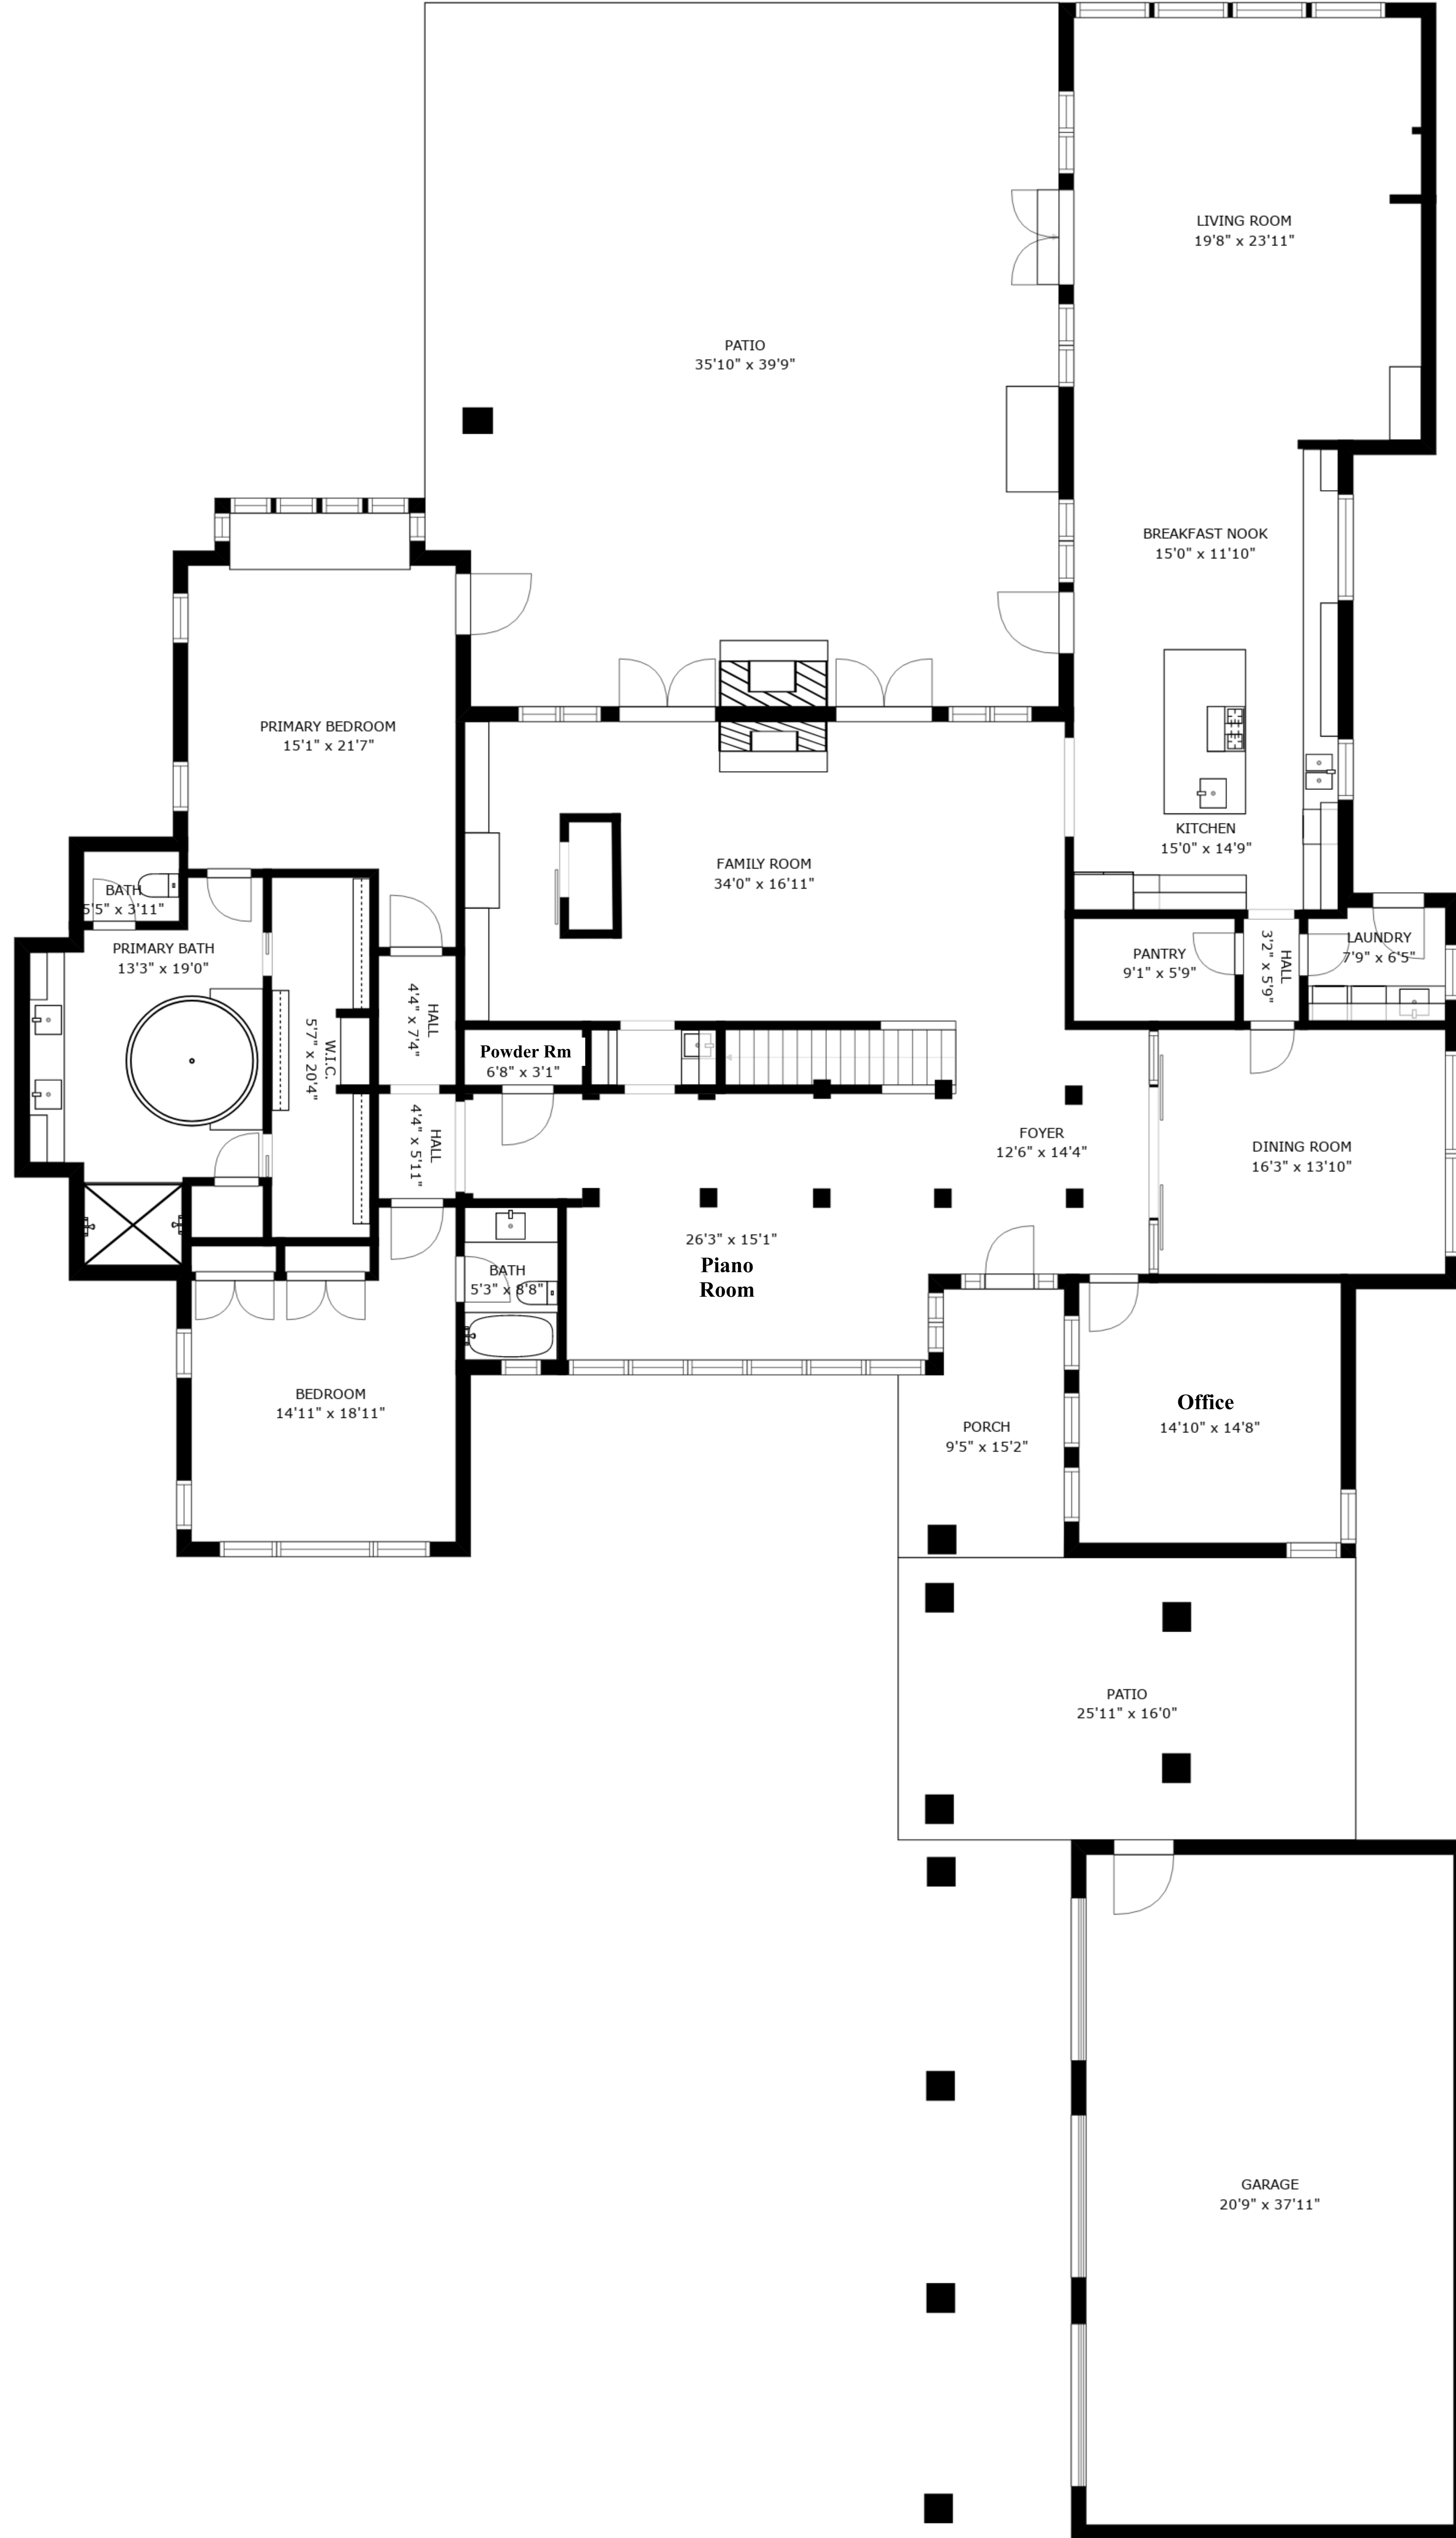 LIVING ROOM
19'8" x 23'11"
PATIO
35'10" x 39'9"
BREAKFAST NOOK
15'0" x 11'10"
PRIMARY BEDROOM
15'1" x 21'7"
KITCHEN
15'0" x 14'9"
FAMILY ROOM
34'0" x 16'11"
BATH
5'5" x 3'11"
PRIMARY BATH
13'3" x 19'0"
PANTRY
9'1" x 5'9"
HALL
3'2" x 5'9"
LAUNDRY
7'9" x 6'5"
HALL
4'4" x 7'4"
W.I.C.
5'7" x 20'4"
Powder Rm
6'8" x 3'1"
HALL
4'4" x 5'11"
FOYER
12'6" x 14'4"
DINING ROOM
16'3" x 13'10"
26'3" x 15'1"
Piano
Room
BATH
5'3" x 8'8"
BEDROOM
14'11" x 18'11"
Office
14'10" x 14'8"
PORCH
9'5" x 15'2"
PATIO
25'11" x 16'0"
GARAGE
20'9" x 37'11"